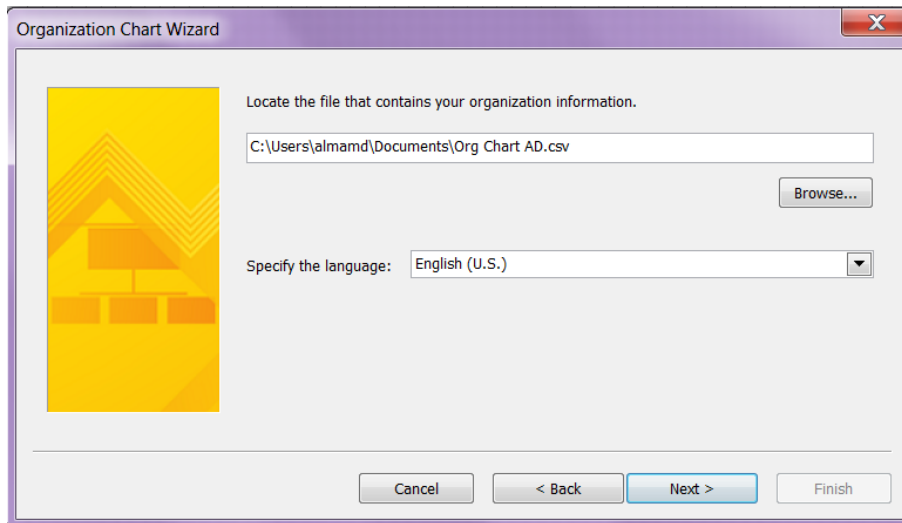 Organization Chart Wizard
Locate the file that contains your organization information.
C:\Users\almamd\Documents\Org Chart AD.csv
Browse...
Specify the language: English (U.S.)
Cancel < Back Next > Finish